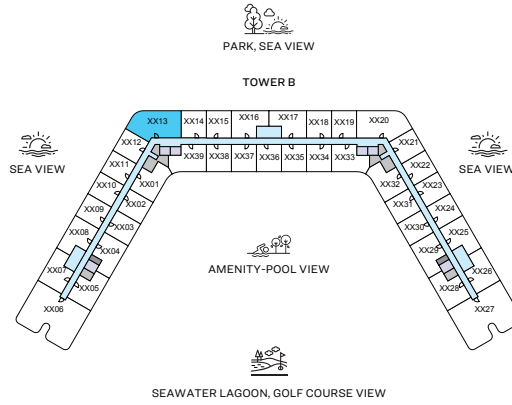 PARK, SEA VIEW
TOWER B
XX13
XX14
XX15
XX16
XX17
XX18
XX19
XX20
XX12
XX39
XX38
XX37
XX36
XX35
XX34
XX33
XX21
SEA VIEW
XX11
XX01
XX32
XX22
SEA VIEW
XX10
XX02
XX31
XX23
XX09
XX03
XX30
XX24
XX08
XX04
XX29
XX25
XX07
XX05
XX28
XX26
XX06
XX27
AMENITY-POOL VIEW
SEAWATER LAGOON, GOLF COURSE VIEW